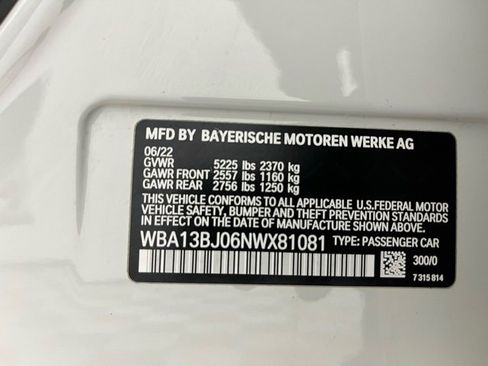 MFD BY BAYERISCHE MOTOREN WERKE AG
06/22
GVWR 5225 lbs 2370 kg
GAWR FRONT 2557 lbs 1160 kg
GAWR REAR 2756 lbs 1250 kg
THIS VEHICLE CONFORMS TO ALL APPLICABLE U.S.FEDERAL MOTOR
VEHICLE SAFETY, BUMPER, AND THEFT PREVENTION STANDARDS
IN EFFECT ON THE DATE OF MANUFACTURE SHOWN ABOVE.
WBA13BJ06NWX81081 TYPE: PASSENGER CAR
300/0
7 315 814